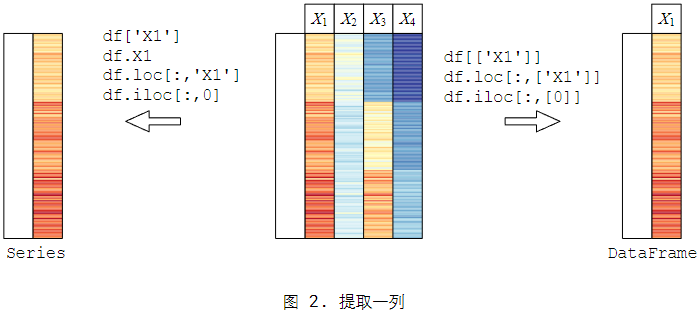 X1 X2 X3 X4
X1
df['X1']
df.X1
df.loc[:,'X1']
df.iloc[:,0]
df[['X1']]
df.loc[:,['X1']]
df.iloc[:,[0]]
Series
DataFrame
图 2. 提取一列